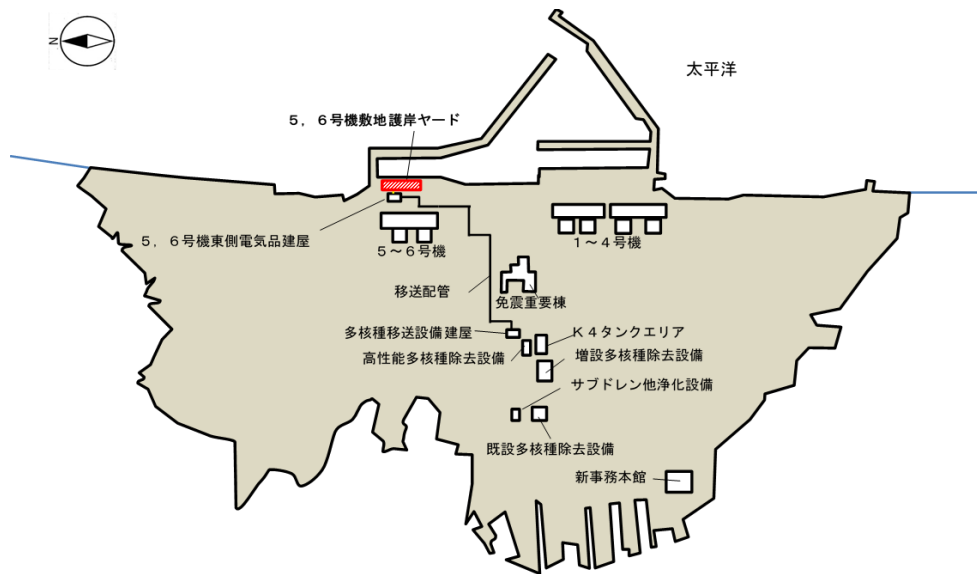 N
太平洋
５，６号機敷地護岸ヤード
５，６号機東側電気品建屋
５～６号機
１～４号機
移送配管
免震重要棟
多核種移送設備建屋
Ｋ４タンクエリア
高性能多核種除去設備
増設多核種除去設備
サブドレン他浄化設備
既設多核種除去設備
新事務本館